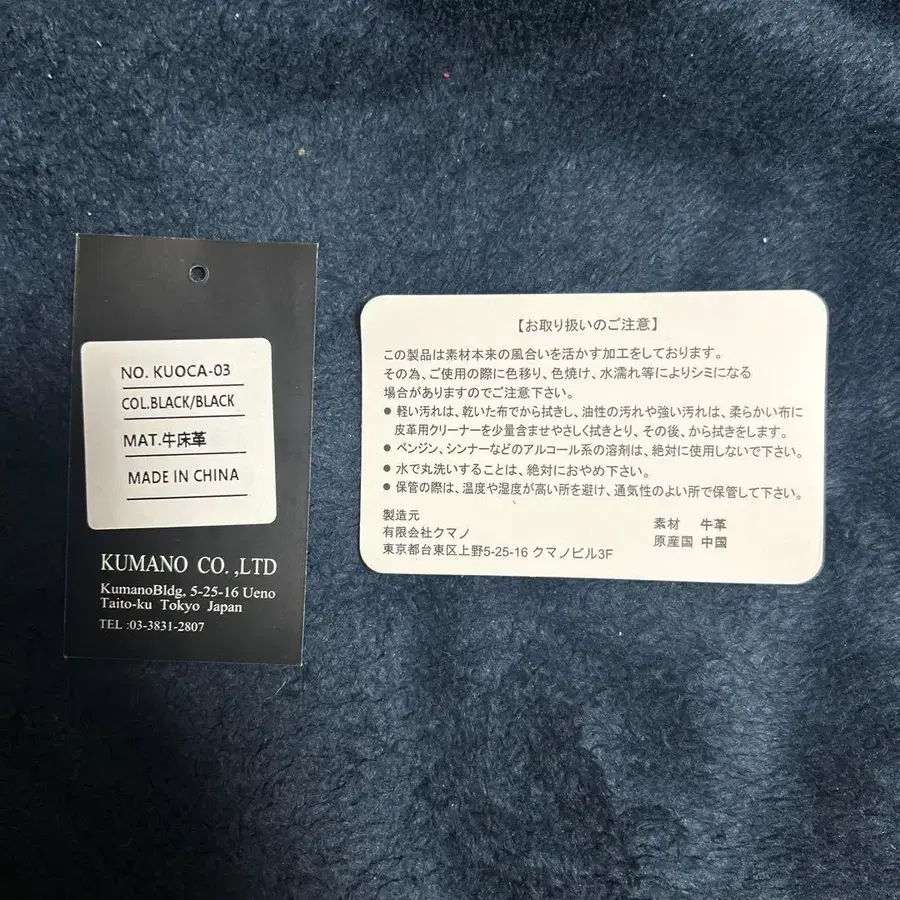 NO. KUOCA-03
COL.BLACK/BLACK
MAT.牛床革
MADE IN CHINA
KUMANO CO. ,LTD
KumanoBldg, 5-25-16 Ueno
Taito-ku Tokyo Japan
TEL :03-3831-2807
【お取り扱いのご注意】
この製品は素材本来の風合いを活かす加工をしております。
その為、ご使用の際に色移り、色焼け、水濡れ等によりシミになる
場合がありますのでご注意下さい。
● 軽い汚れは、乾いた布でから拭きし、油性の汚れや強い汚れは、柔らかい布に
皮革用クリーナーを少量含ませやさしく拭きとり、その後、から拭きをします。
● ベンジン、シンナーなどのアルコール系の溶剤は、絶対に使用しないで下さい。
● 水で丸洗いすることは、絶対におやめ下さい。
● 保管の際は、温度や湿度が高い所を避け、通気性のよい所で保管して下さい。
製造元
有限会社クマノ
東京都台東区上野5-25-16 クマノビル3F
素材 牛革
原産国 中国